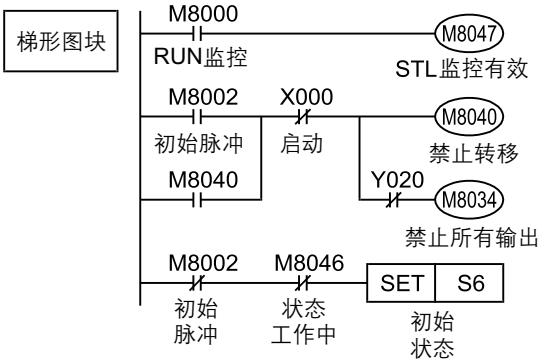 梯形图块
M8000
M8047
RUN监控
STL监控有效
M8002
X000
M8040
初始脉冲
启动
禁止转移
M8040
Y020
M8034
禁止所有输出
M8002
M8046
SET
S6
初始
脉冲
状态
工作中
初始
状态